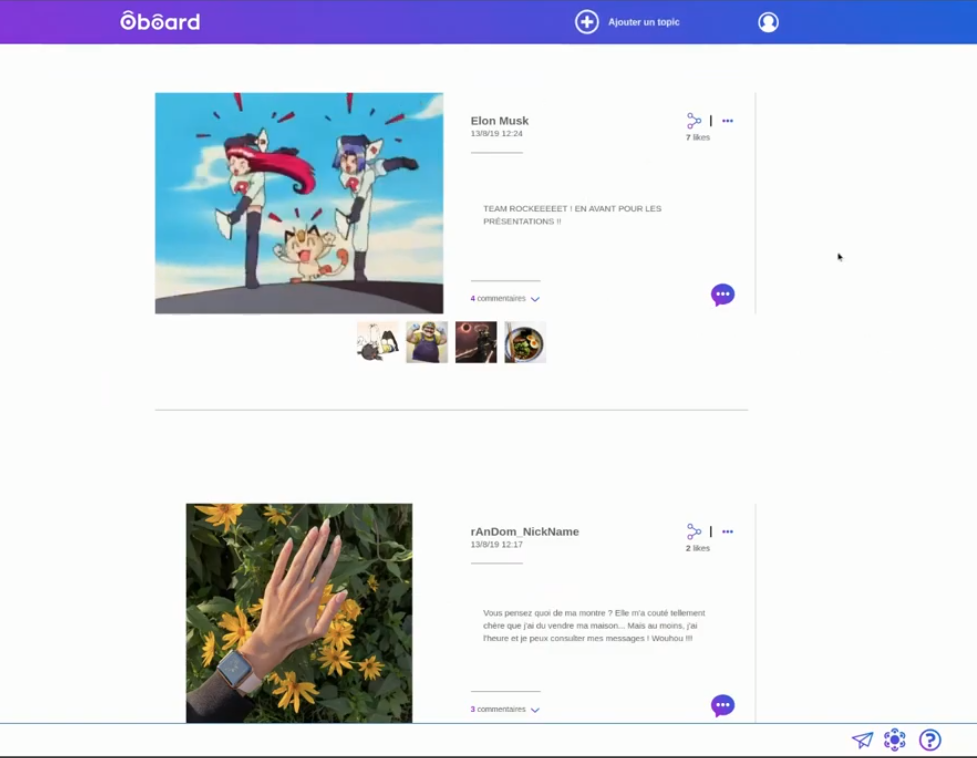 Ôbôard
Ajouter un topic
Elon Musk
13/8/19 12:24
7 likes
TEAM ROCKEEEEET ! EN AVANT POUR LES
PRÉSENTATIONS !!
4 commentaires
rAnDom_NickName
13/8/19 12:17
2 likes
Vous pensez quoi de ma montre ? Elle m'a couté tellement
chère que j'ai du vendre ma maison... Mais au moins, j'ai
l'heure et je peux consulter mes messages ! Wouhou !!!
3 commentaires